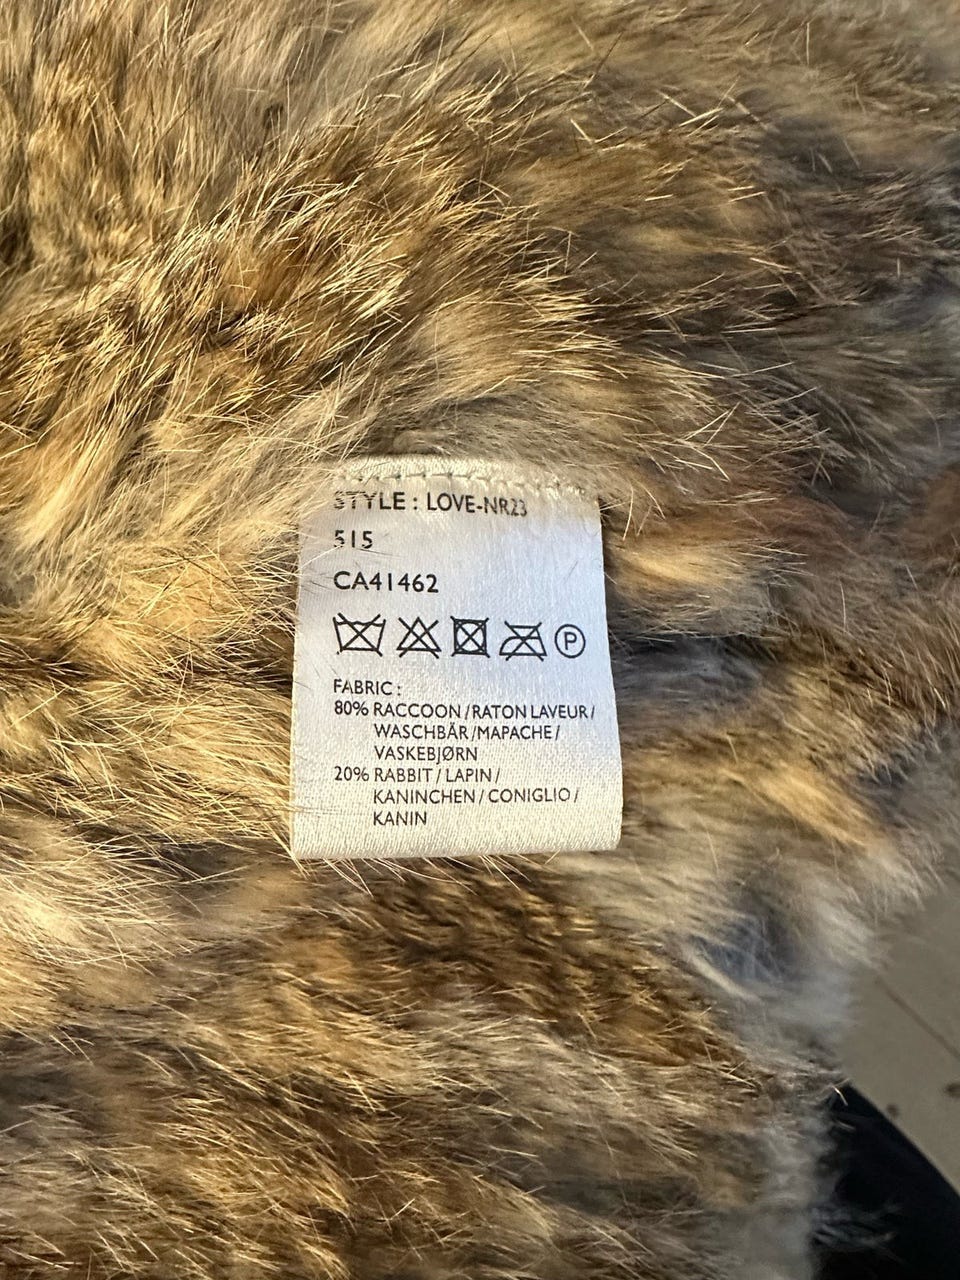 STYLE : LOVE-NR23
515
CA41462
P
FABRIC :
80% RACCOON / RATON LAVEUR /
WASCHBÄR / MAPACHE /
VASKEBJØRN
20% RABBIT / LAPIN /
KANINCHEN / CONIGLIO /
KANIN